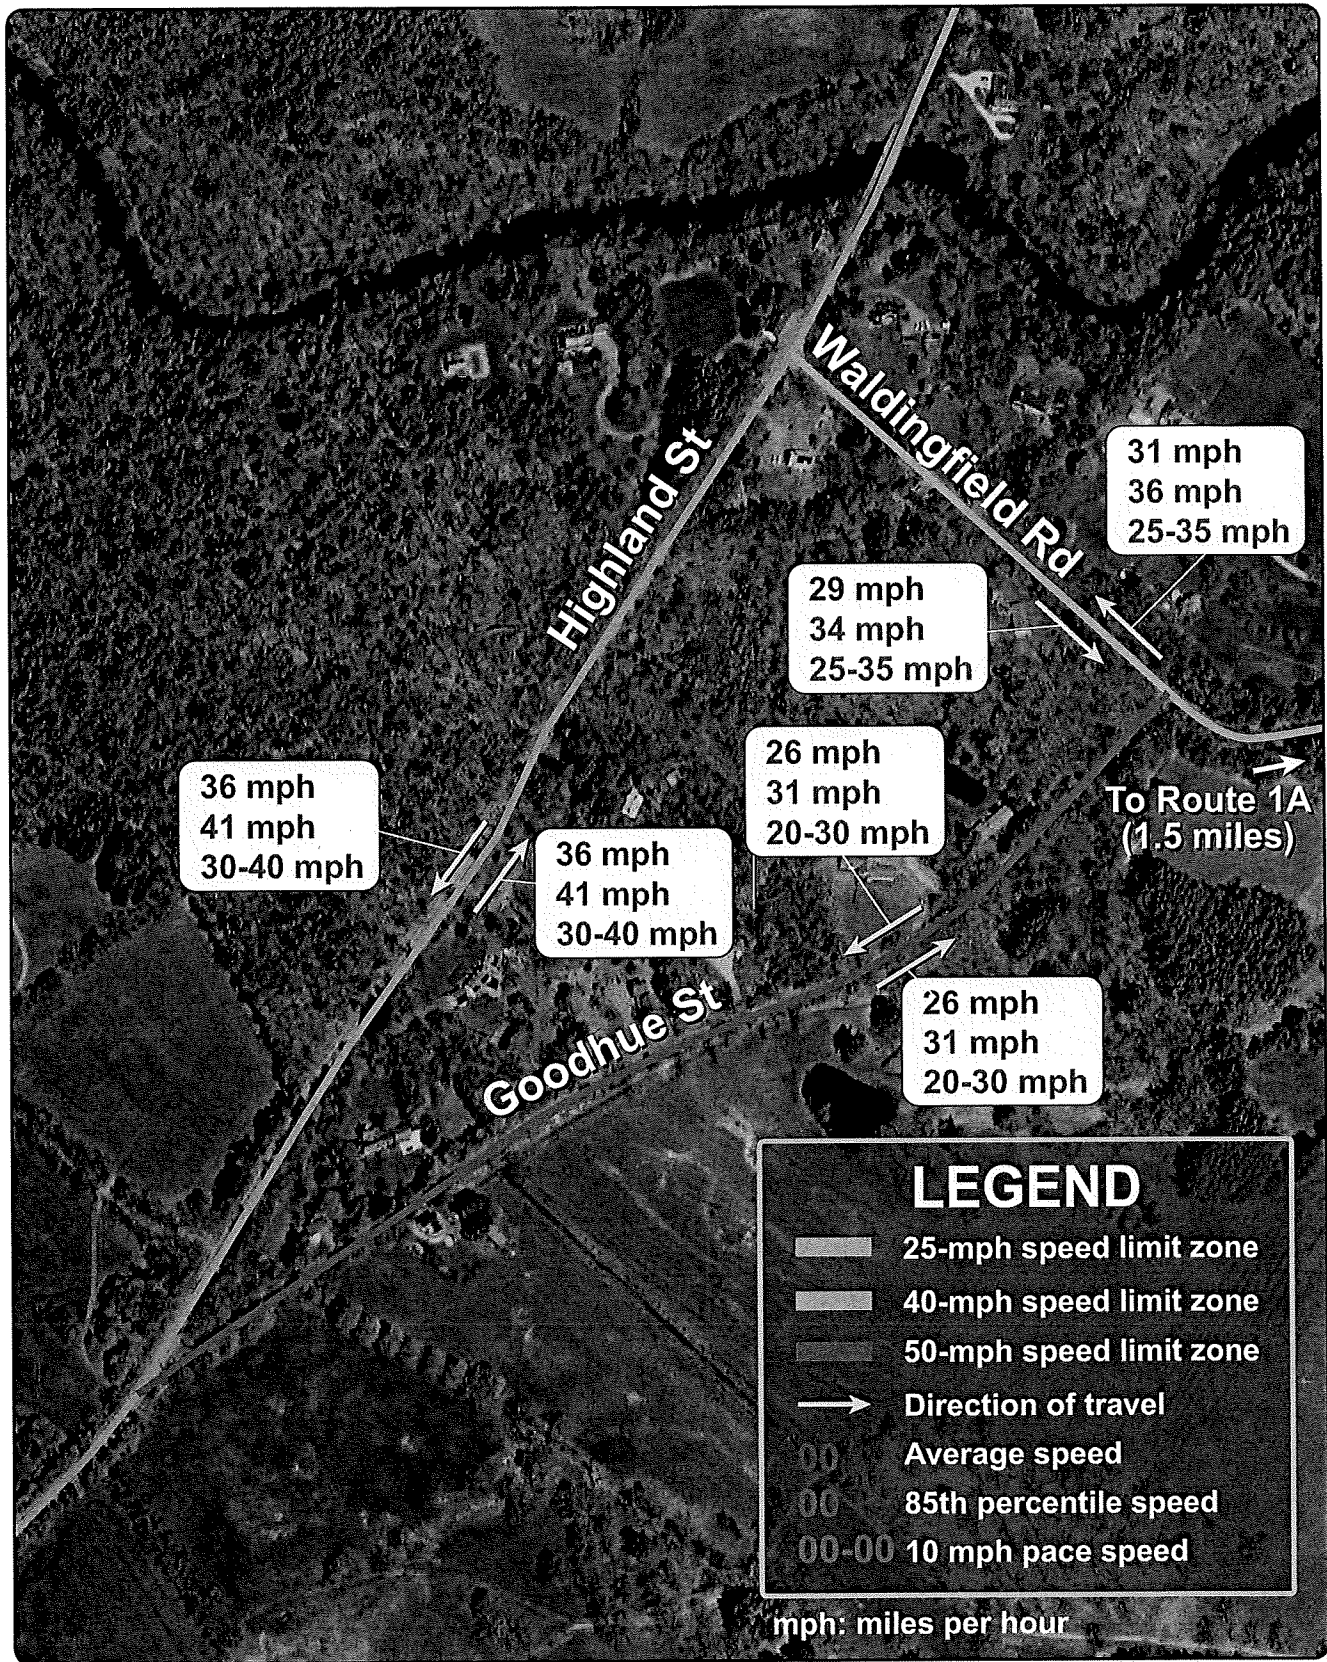 Waldingfield Rd
Highland St
31 mph
36 mph
25-35 mph
29 mph
34 mph
25-35 mph
26 mph
31 mph
20-30 mph
To Route 1A
(1.5 miles)
36 mph
41 mph
30-40 mph
36 mph
41 mph
30-40 mph
Goodhue St
26 mph
31 mph
20-30 mph
LEGEND
25-mph speed limit zone
40-mph speed limit zone
50-mph speed limit zone
Direction of travel
00 Average speed
00 85th percentile speed
00-00 10 mph pace speed
mph: miles per hour